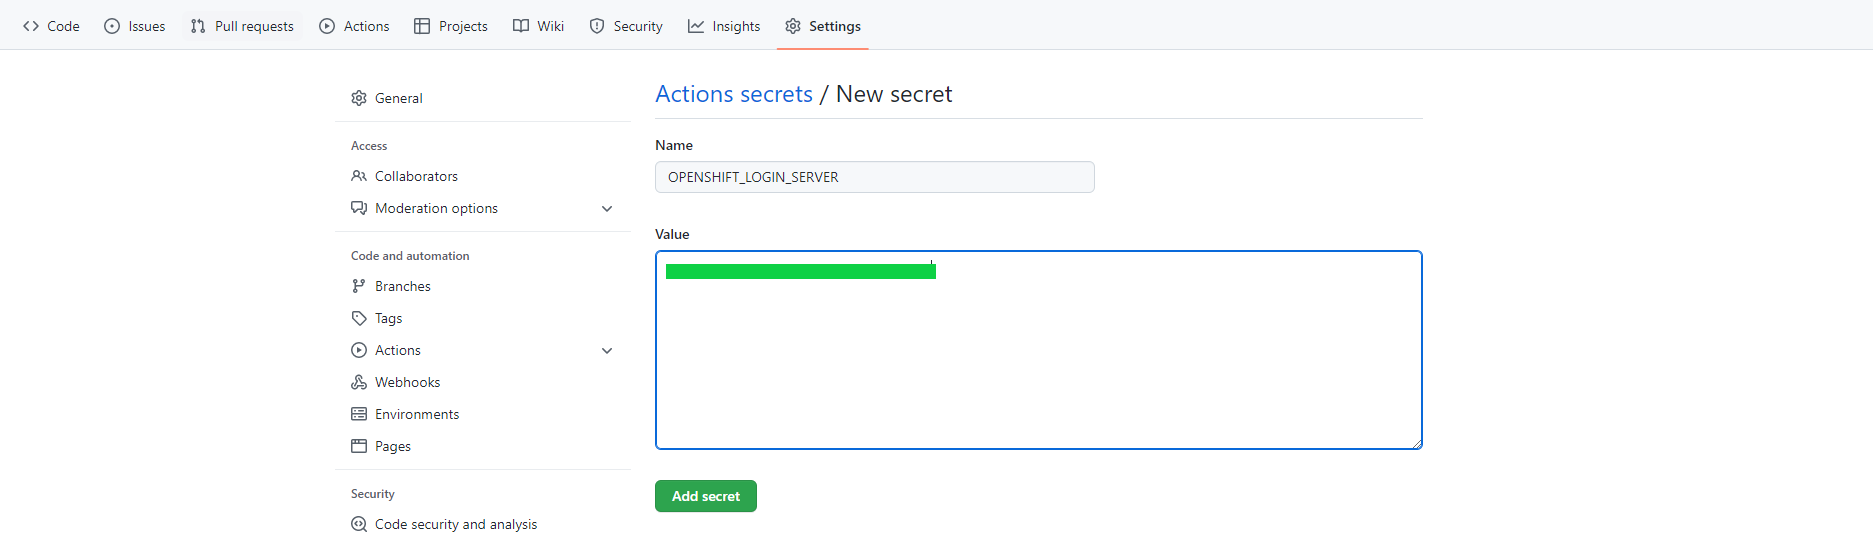 Code Issues Pull requests Actions Projects Wiki Security Insights Settings
General
Access
Collaborators
Moderation options
Code and automation
Branches
Tags
Actions
Webhooks
Environments
Pages
Security
Code security and analysis
Actions secrets / New secret
Name
OPENSHIFT_LOGIN_SERVER
Value
Add secret